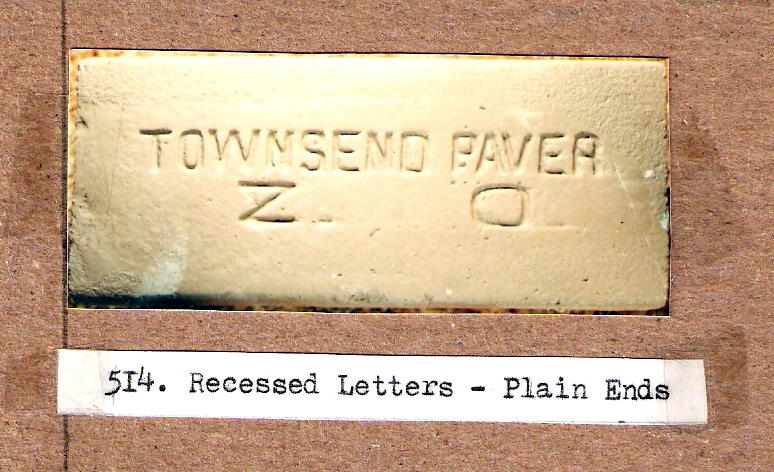 TOWNSEND PAVER
N O
514. Recessed Letters - Plain Ends